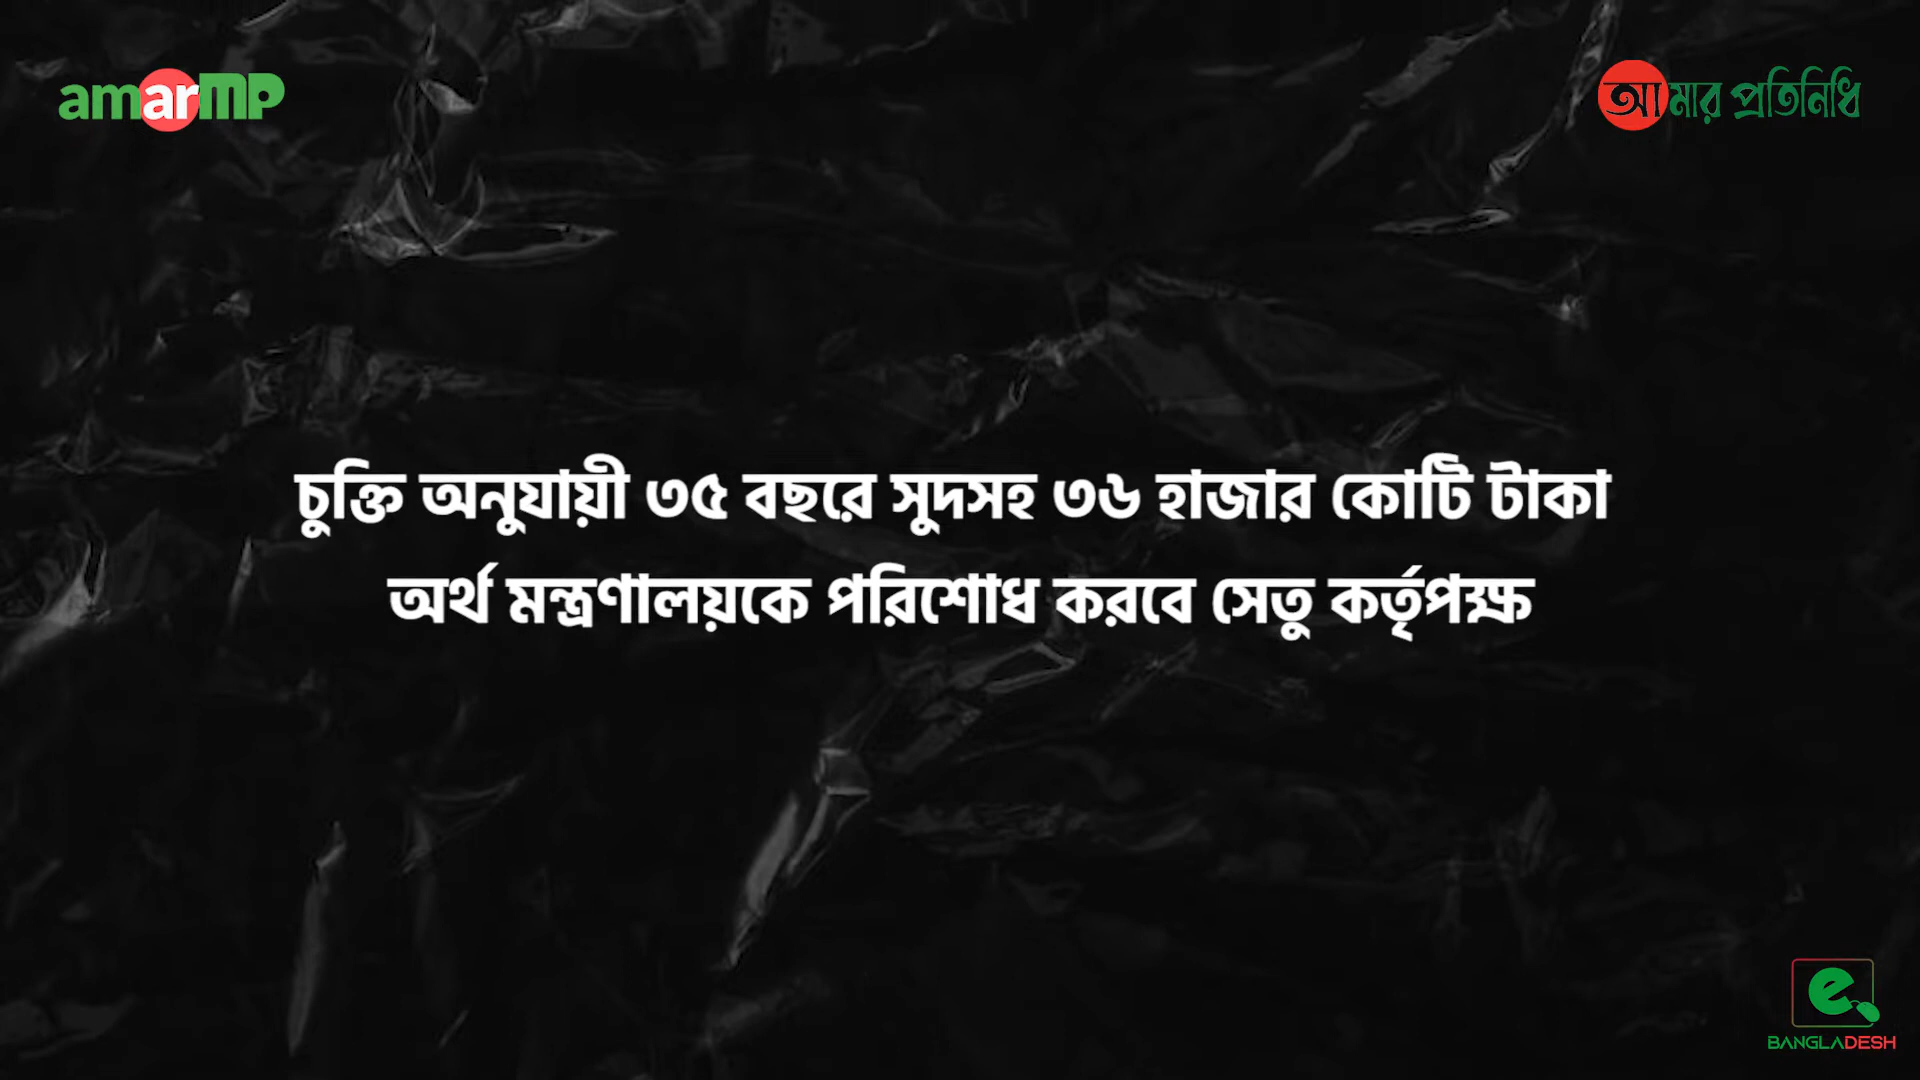 amarMP
আমার প্রতিনিধি
চুক্তি অনুযায়ী ৩৫ বছরে সুদসহ ৩৬ হাজার কোটি টাকা
অর্থ মন্ত্রণালয়কে পরিশোধ করবে সেতু কর্তৃপক্ষ
e
BANGLADESH